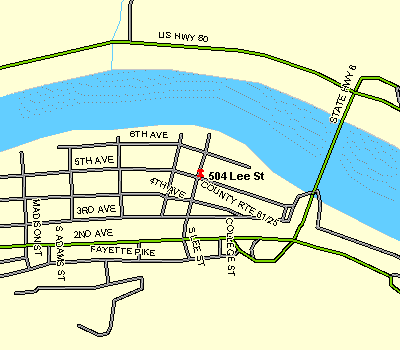 US HWY 60
STATE HWY 6
6TH AVE
5TH AVE
504 Lee St
4TH AVE
COUNTY RTE 61/25
3RD AVE
2ND AVE
FAYETTE PIKE
MADISON ST
S ADAMS ST
S LEE ST
COLLEGE ST